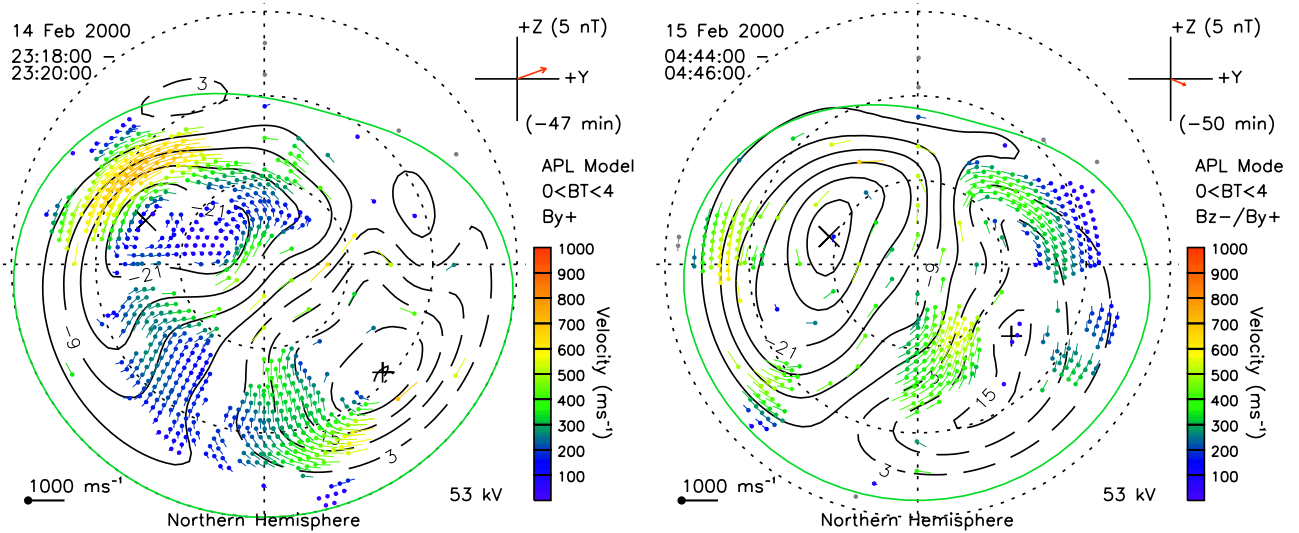 14 Feb 2000
23:18:00 –
23:20:00
+Z (5 nT)
+Y
(−47 min)
APL Model
0<BT<4
By+
1000
900
800
700
600
500
400
300
200
100
Velocity (ms⁻¹)
3
−21
−21
−9
3
1000 ms⁻¹
53 kV
Northern Hemisphere
15 Feb 2000
04:44:00 –
04:46:00
+Z (5 nT)
+Y
(−50 min)
APL Mode
0<BT<4
Bz−/By+
1000
900
800
700
600
500
400
300
200
100
Velocity (ms⁻¹)
−9
−21
15
3
1000 ms⁻¹
53 kV
Northern Hemisphere